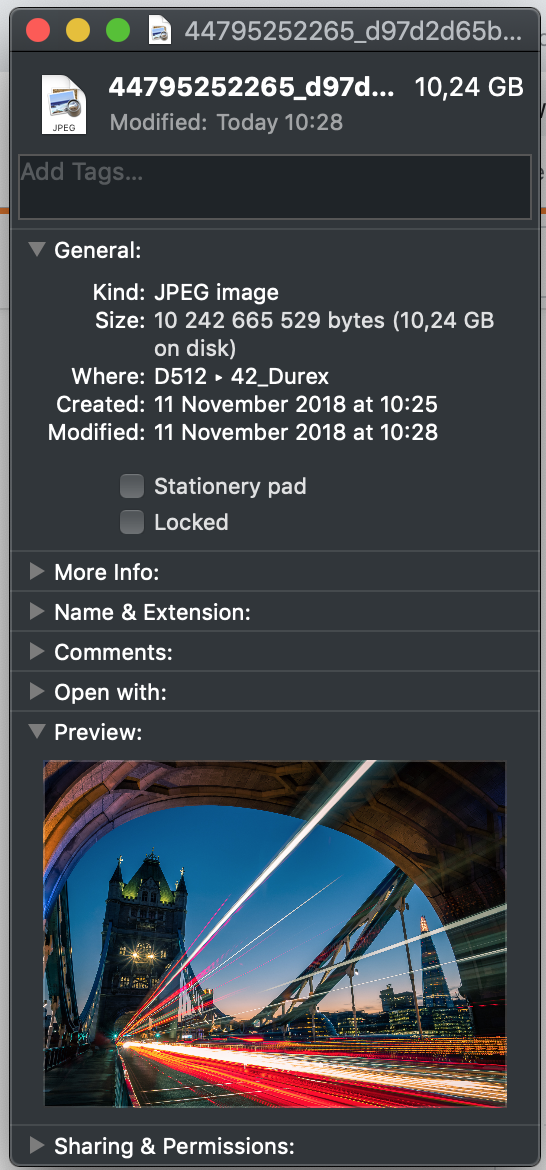 44795252265_d97d2d65b...
44795252265_d97d... 10,24 GB
JPEG
Modified: Today 10:28
Add Tags...
General:
Kind: JPEG image
Size: 10 242 665 529 bytes (10,24 GB
on disk)
Where: D512 ▸ 42_Durex
Created: 11 November 2018 at 10:25
Modified: 11 November 2018 at 10:28
Stationery pad
Locked
More Info:
Name & Extension:
Comments:
Open with:
Preview:
Sharing & Permissions: